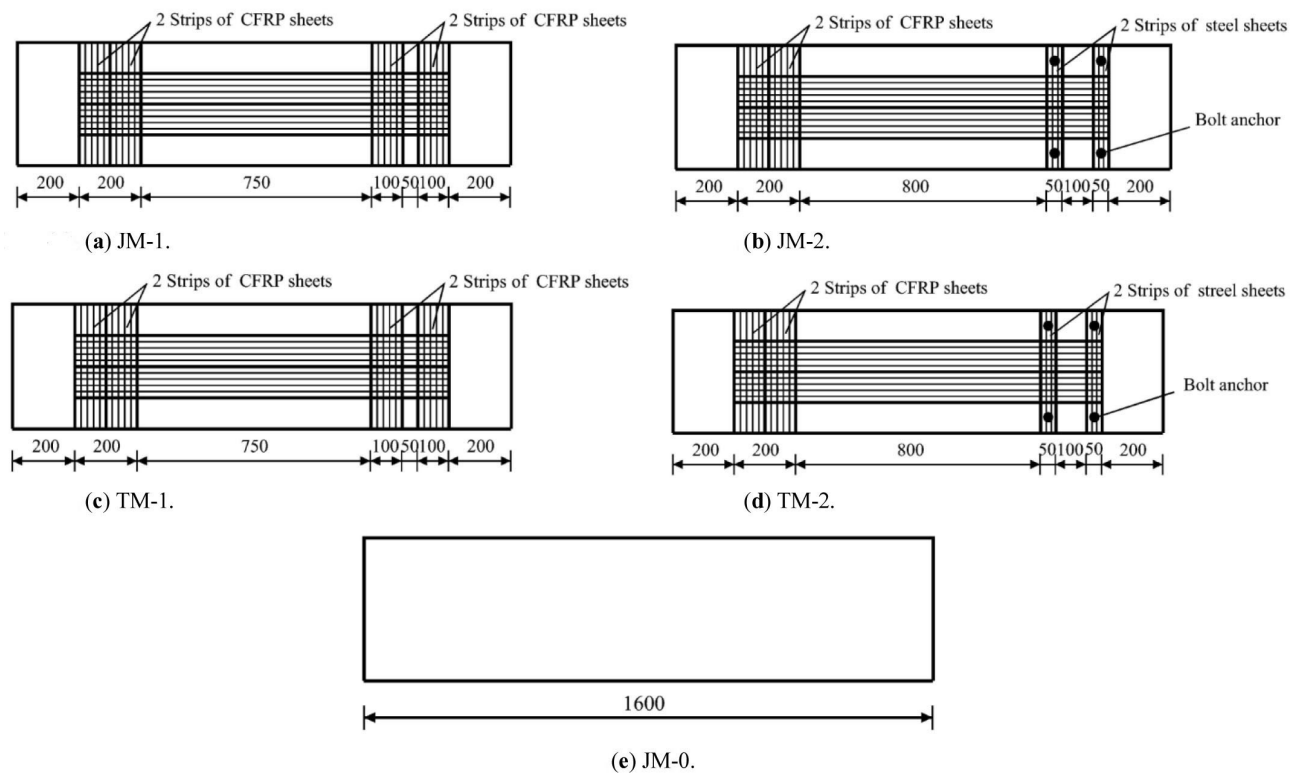 2 Strips of CFRP sheets
2 Strips of CFRP sheets
200
200
750
100
50
100
200
(a) JM-1.
2 Strips of CFRP sheets
2 Strips of steel sheets
Bolt anchor
200
200
800
50
100
50
200
(b) JM-2.
2 Strips of CFRP sheets
2 Strips of CFRP sheets
200
200
750
100
50
100
200
(c) TM-1.
2 Strips of CFRP sheets
2 Strips of streel sheets
Bolt anchor
200
200
800
50
100
50
200
(d) TM-2.
1600
(e) JM-0.